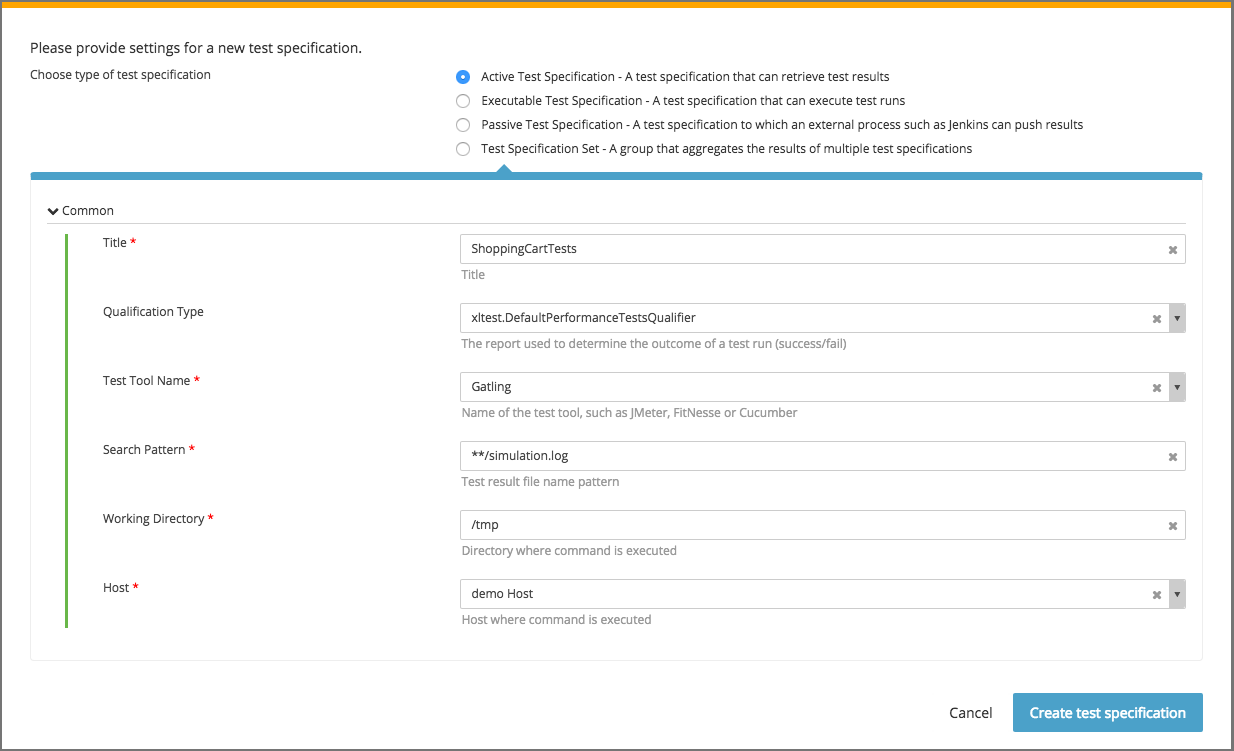 Please provide settings for a new test specification.
Choose type of test specification
Active Test Specification - A test specification that can retrieve test results
Executable Test Specification - A test specification that can execute test runs
Passive Test Specification - A test specification to which an external process such as Jenkins can push results
Test Specification Set - A group that aggregates the results of multiple test specifications
Common
Title *
ShoppingCartTests
Title
Qualification Type
xltest.DefaultPerformanceTestsQualifier
The report used to determine the outcome of a test run (success/fail)
Test Tool Name *
Gatling
Name of the test tool, such as JMeter, FitNesse or Cucumber
Search Pattern *
**/simulation.log
Test result file name pattern
Working Directory *
/tmp
Directory where command is executed
Host *
demo Host
Host where command is executed
Cancel
Create test specification